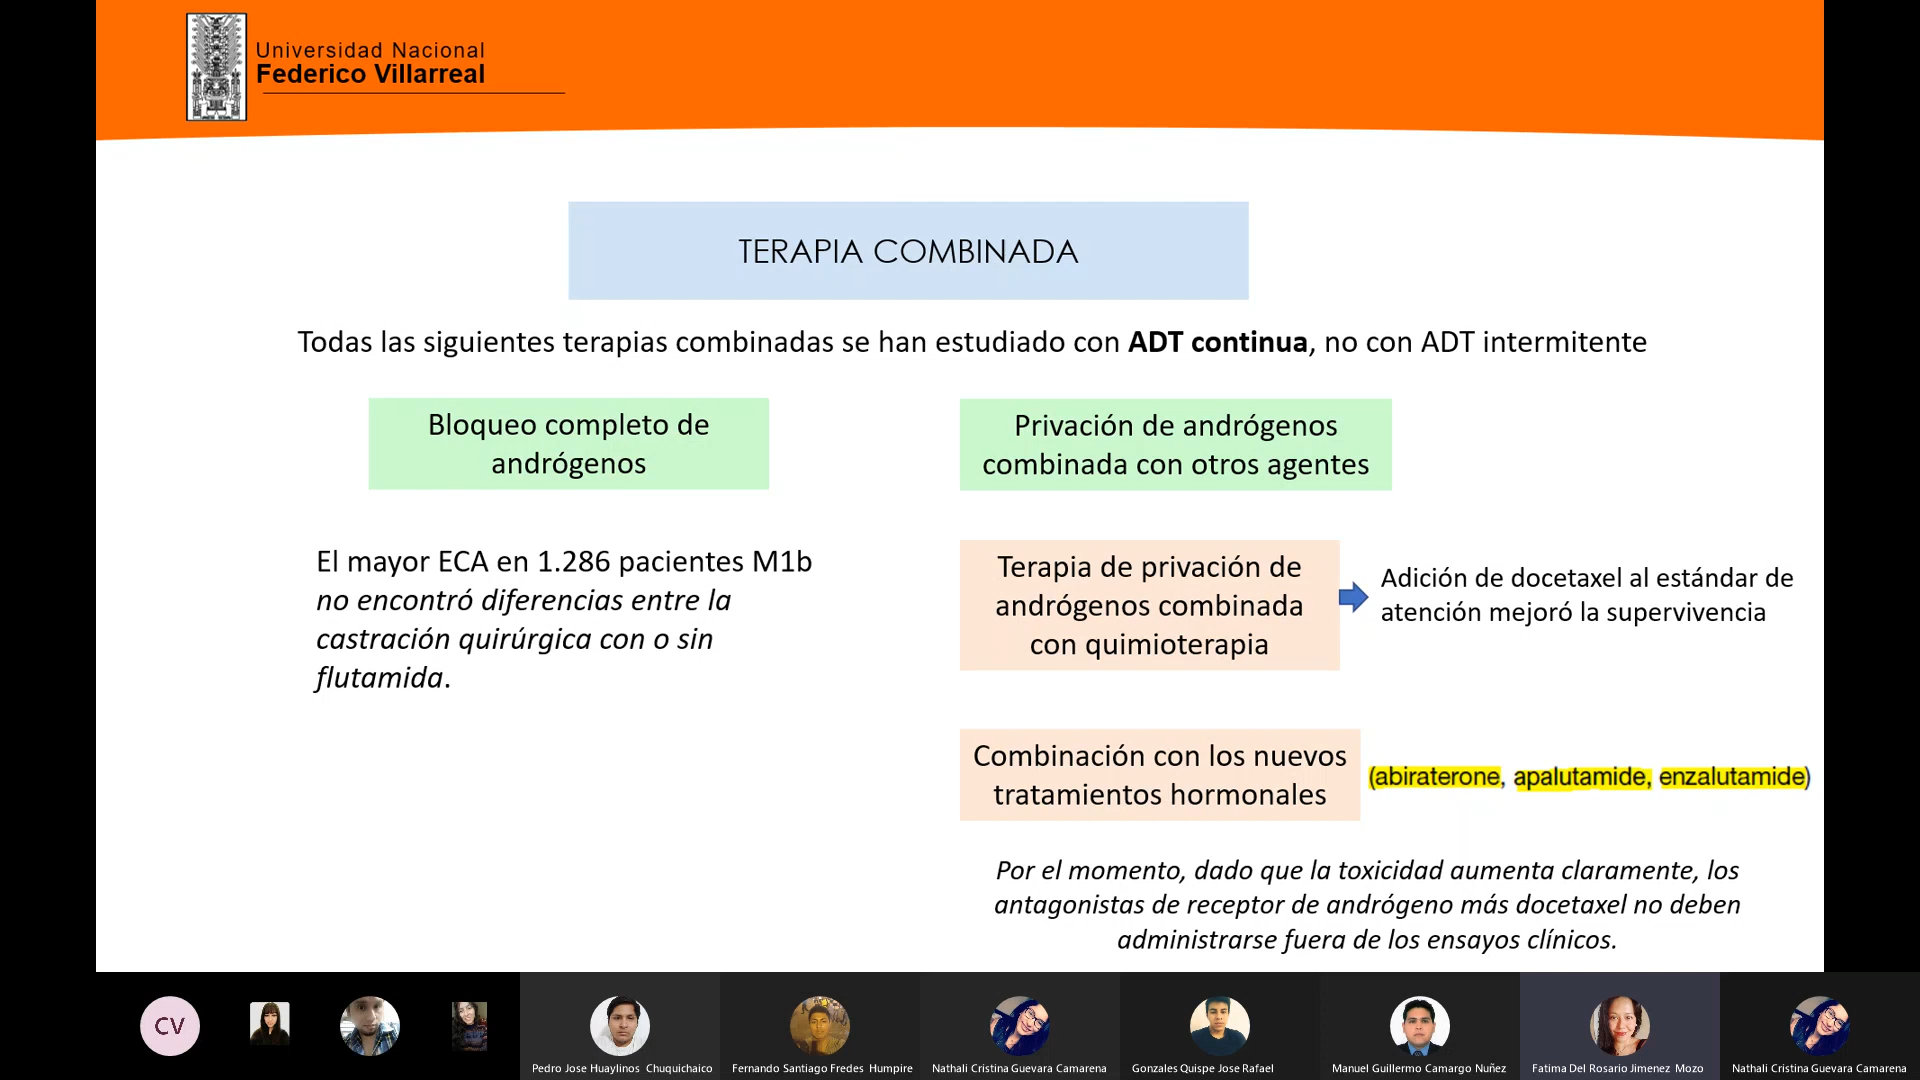 Universidad Nacional
Federico Villarreal
TERAPIA COMBINADA
Todas las siguientes terapias combinadas se han estudiado con ADT continua, no con ADT intermitente
Bloqueo completo de
andrógenos
El mayor ECA en 1.286 pacientes M1b
no encontró diferencias entre la
castración quirúrgica con o sin
flutamida.
Privación de andrógenos
combinada con otros agentes
Terapia de privación de
andrógenos combinada
con quimioterapia
Adición de docetaxel al estándar de
atención mejoró la supervivencia
Combinación con los nuevos
tratamientos hormonales
(abiraterone, apalutamide, enzalutamide)
Por el momento, dado que la toxicidad aumenta claramente, los
antagonistas de receptor de andrógeno más docetaxel no deben
administrarse fuera de los ensayos clínicos.
CV
Pedro Jose Huaylinos Chuquichaico
Fernando Santiago Fredes Humpire
Nathali Cristina Guevara Camarena
Gonzales Quispe Jose Rafael
Manuel Guillermo Camargo Nuñez
Fatima Del Rosario Jimenez Mozo
Nathali Cristina Guevara Camarena